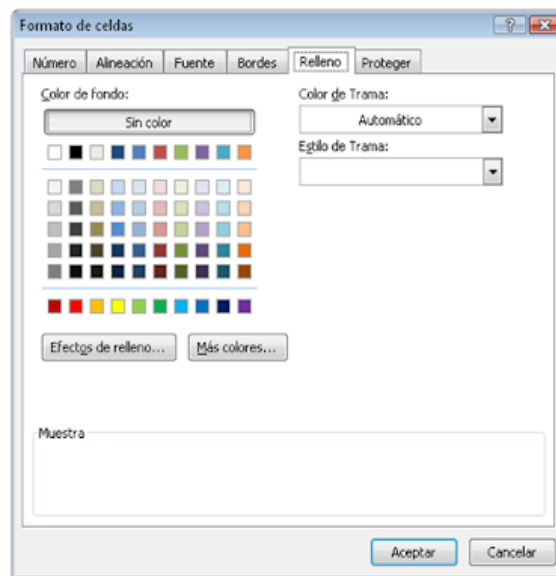 Formato de celdas
Número Alineación Fuente Bordes Relleno Proteger
Color de fondo:
Sin color
Color de Trama:
Automático
Estilo de Trama:
Efectos de relleno...
Más colores...
Muestra
Aceptar
Cancelar